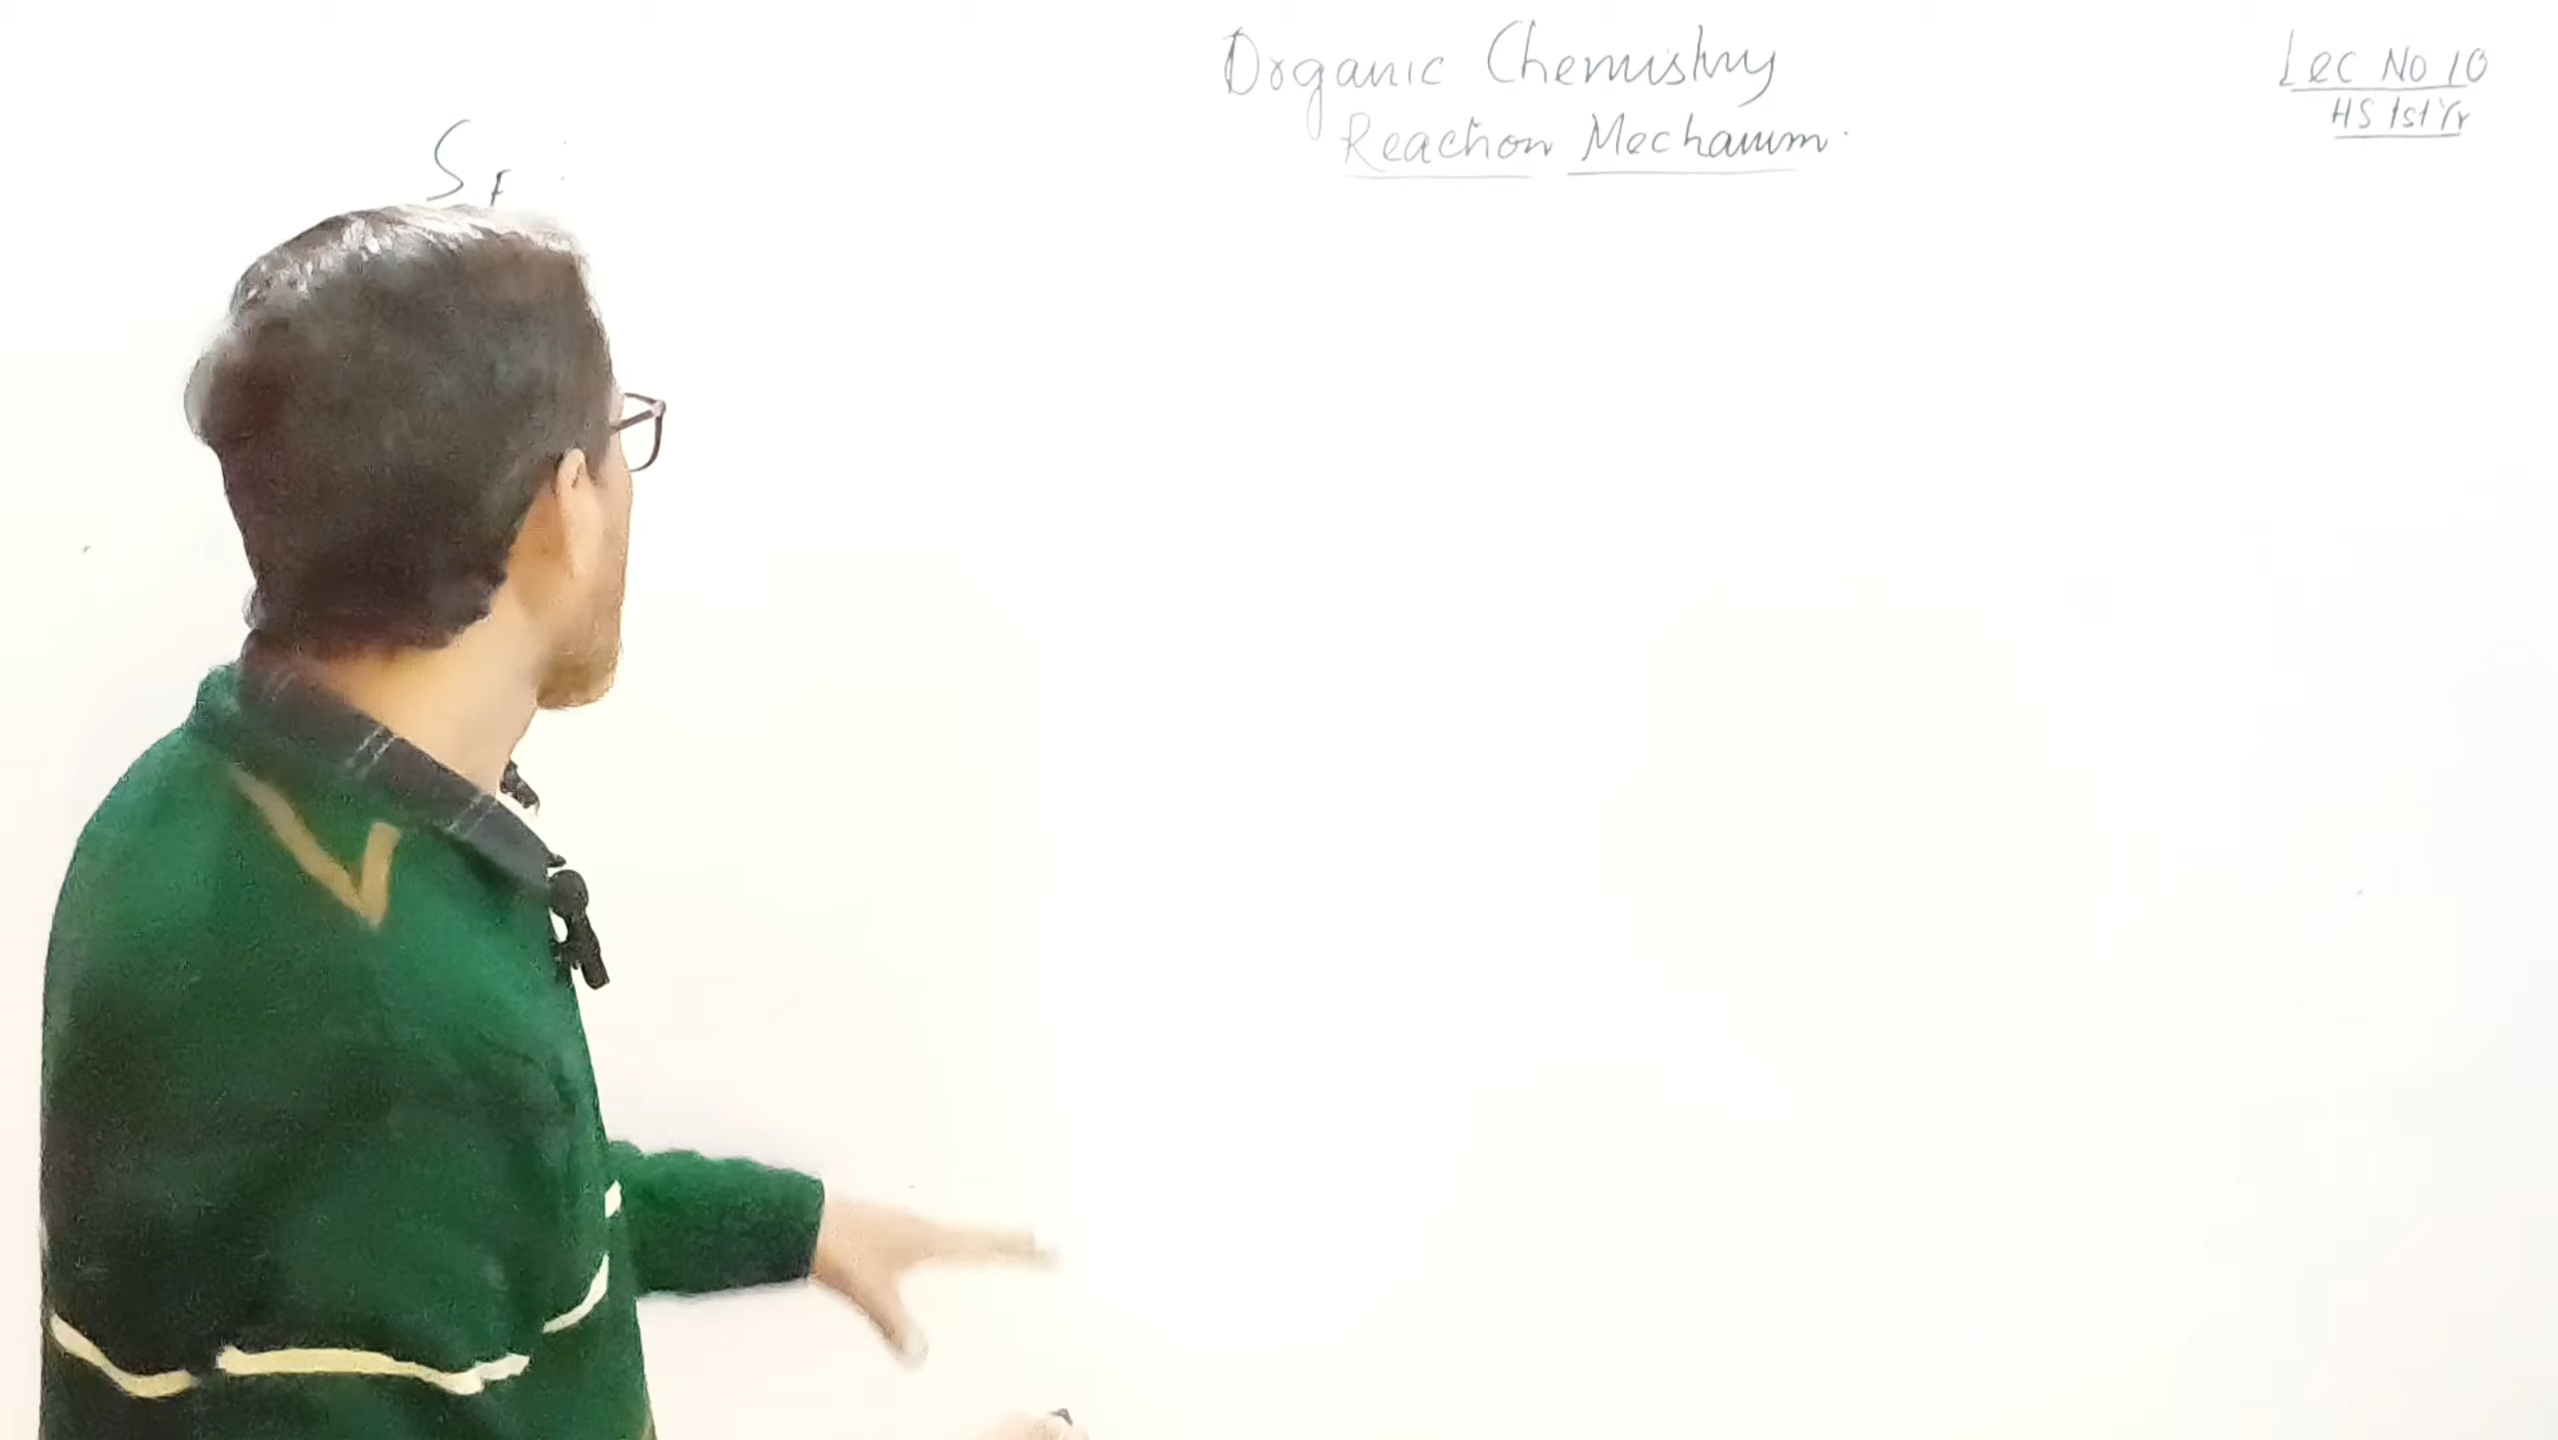 Organic Chemistry
Reaction Mechanism.
Lec No 10
HS 1st Yr
S